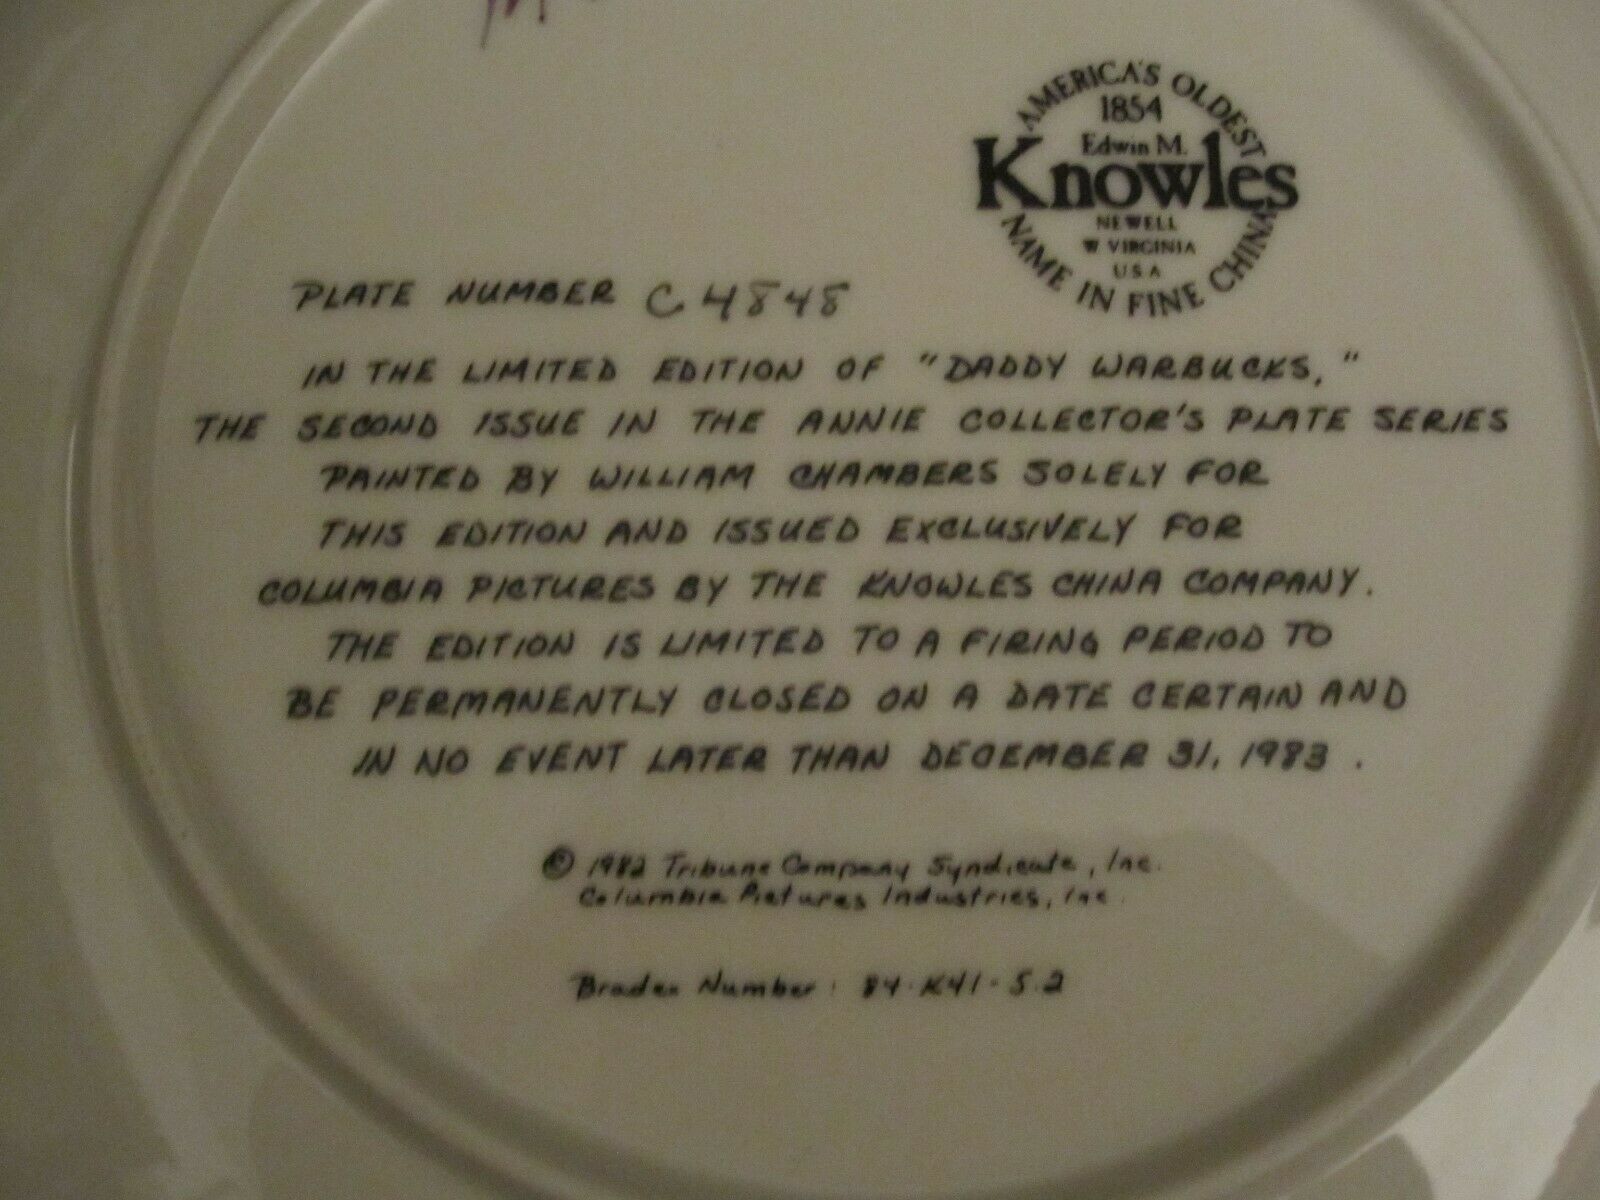 AMERICA'S OLDEST
1854
Edwin M.
Knowles
NEWELL
W VIRGINIA
USA
NAME IN FINE CHINA
PLATE NUMBER C4848
IN THE LIMITED EDITION OF "DADDY WARBUCKS,"
THE SECOND ISSUE IN THE ANNIE COLLECTOR'S PLATE SERIES
PAINTED BY WILLIAM CHAMBERS SOLELY FOR
THIS EDITION AND ISSUED EXCLUSIVELY FOR
COLUMBIA PICTURES BY THE KNOWLES CHINA COMPANY.
THE EDITION IS LIMITED TO A FIRING PERIOD TO
BE PERMANENTLY CLOSED ON A DATE CERTAIN AND
IN NO EVENT LATER THAN DECEMBER 31, 1983.
© 1982 Tribune Company Syndicate, Inc.
Columbia Pictures Industries, Inc.
Bradex Number: 84-K41-5.2